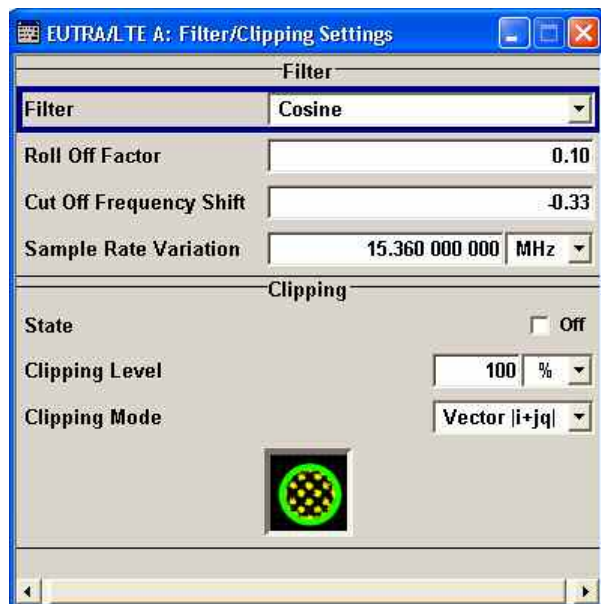 EUTRA/LTE A: Filter/Clipping Settings
Filter
Filter Cosine
Roll Off Factor 0.10
Cut Off Frequency Shift -0.33
Sample Rate Variation 15.360 000 000 MHz
Clipping
State Off
Clipping Level 100 %
Clipping Mode Vector |i+jq|